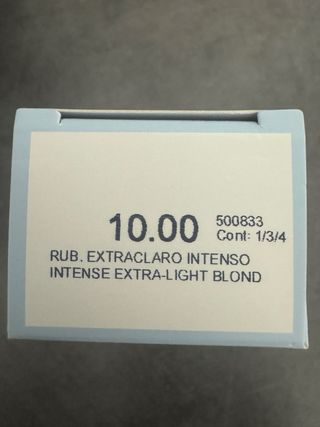 10.00 500833
Cont: 1/3/4
RUB. EXTRACLARO INTENSO
INTENSE EXTRA-LIGHT BLOND